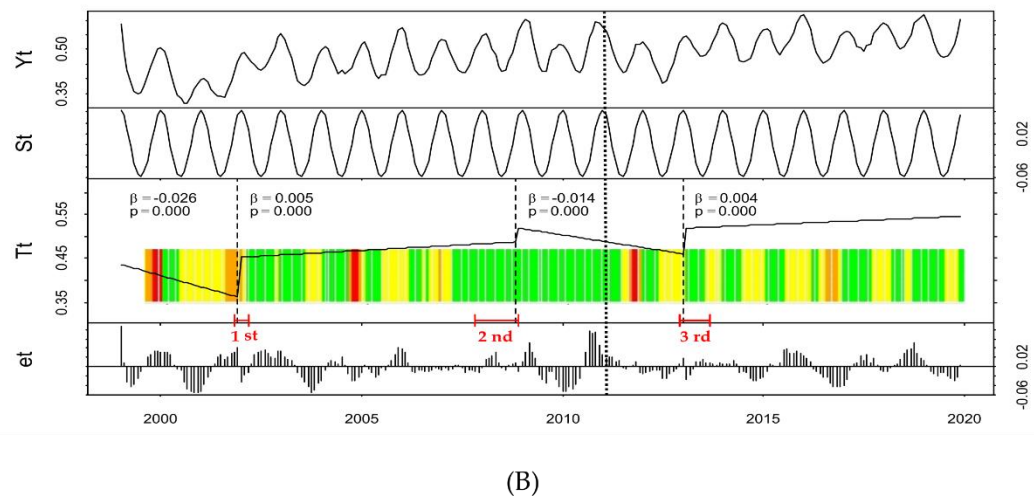 Yt
0.50
0.35
St
0.02
-0.06
Tt
0.55
0.45
0.35
β = -0.026
p = 0.000
β = 0.005
p = 0.000
β = -0.014
p = 0.000
β = 0.004
p = 0.000
1 st
2 nd
3 rd
et
0.02
-0.06
2000
2005
2010
2015
2020
(B)